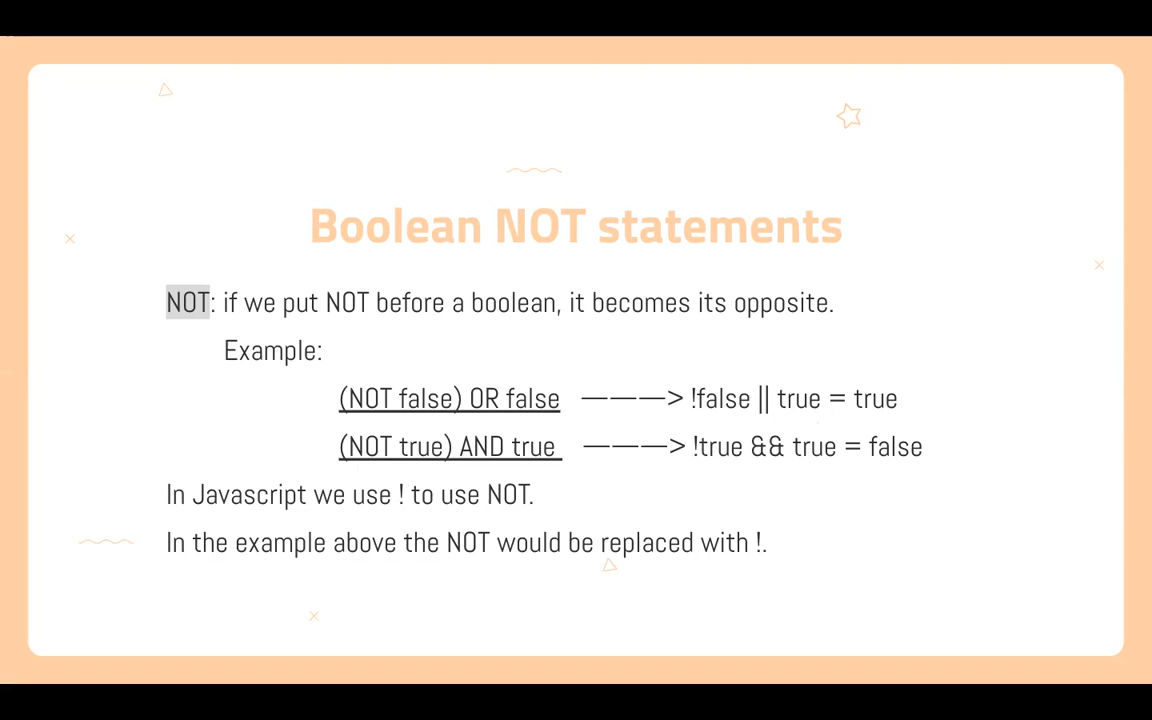 Boolean NOT statements
NOT: if we put NOT before a boolean, it becomes its opposite.
Example:
(NOT false) OR false ———> !false || true = true
(NOT true) AND true ———> !true && true = false
In Javascript we use ! to use NOT.
In the example above the NOT would be replaced with !.